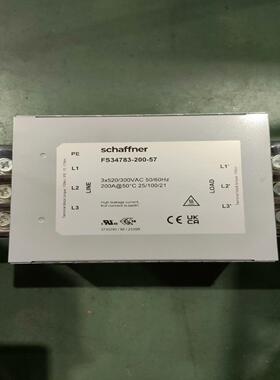 schaffner
PE
FS34783-200-57
L1
L2
L3
LINE
3x520/300VAC 50/60Hz
200A@50°C 25/100/21
LOAD
L1'
L2'
L3'
High leakage current,
first connect to earth!
CE
UK
CA